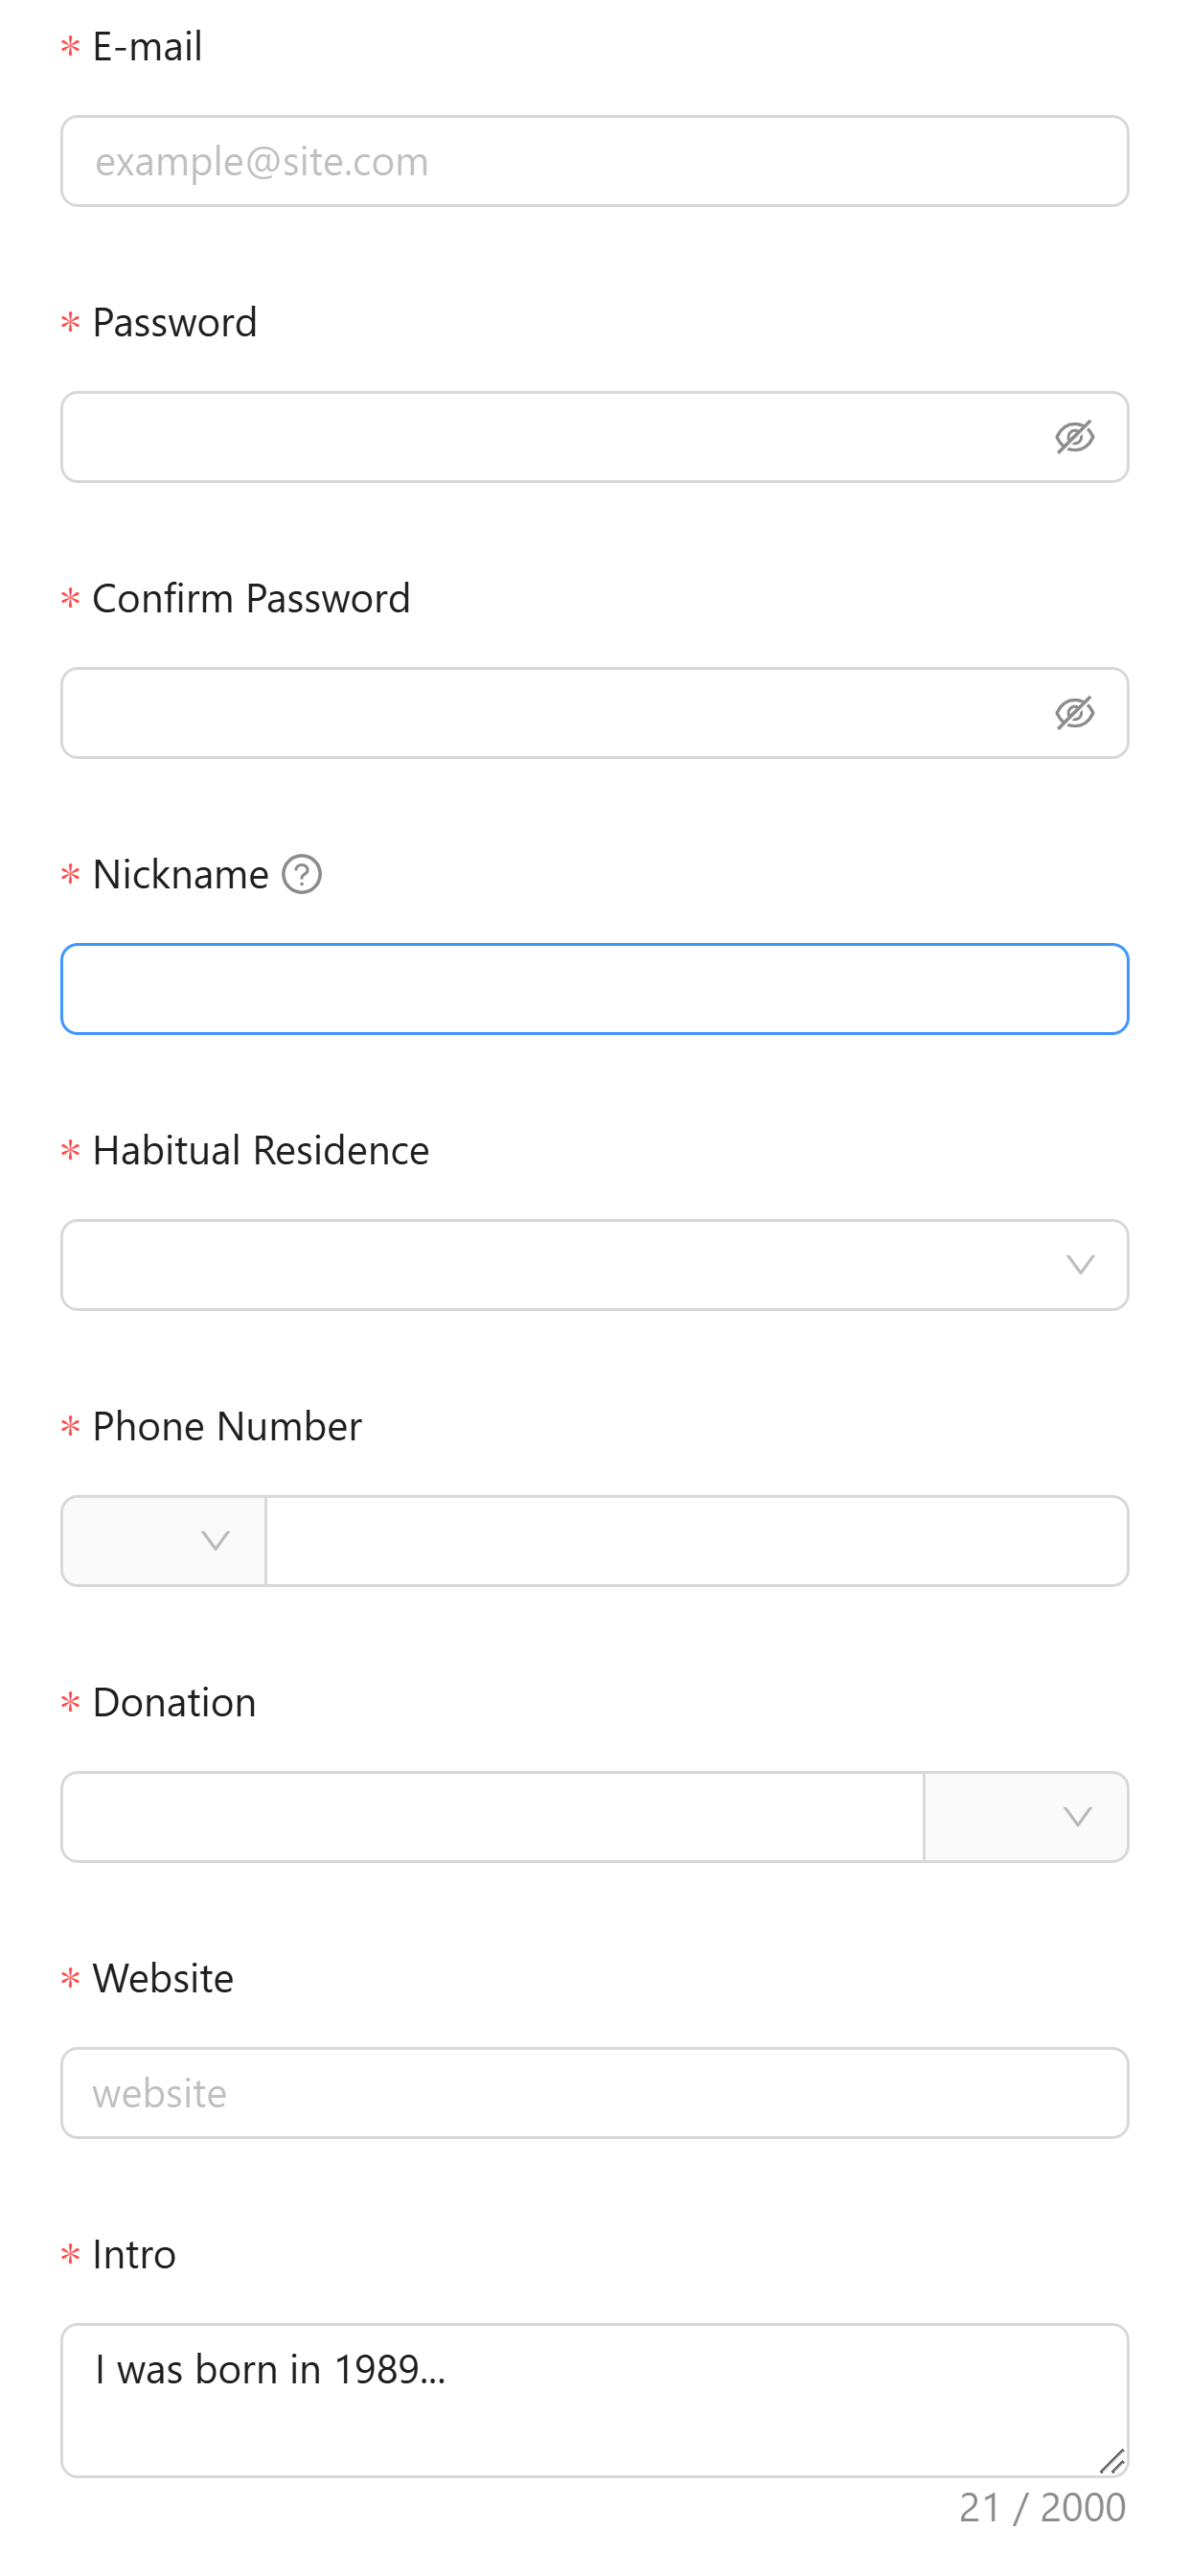 * E-mail
example@site.com
* Password
* Confirm Password
* Nickname ?
* Habitual Residence
* Phone Number
* Donation
* Website
website
* Intro
I was born in 1989...
21 / 2000